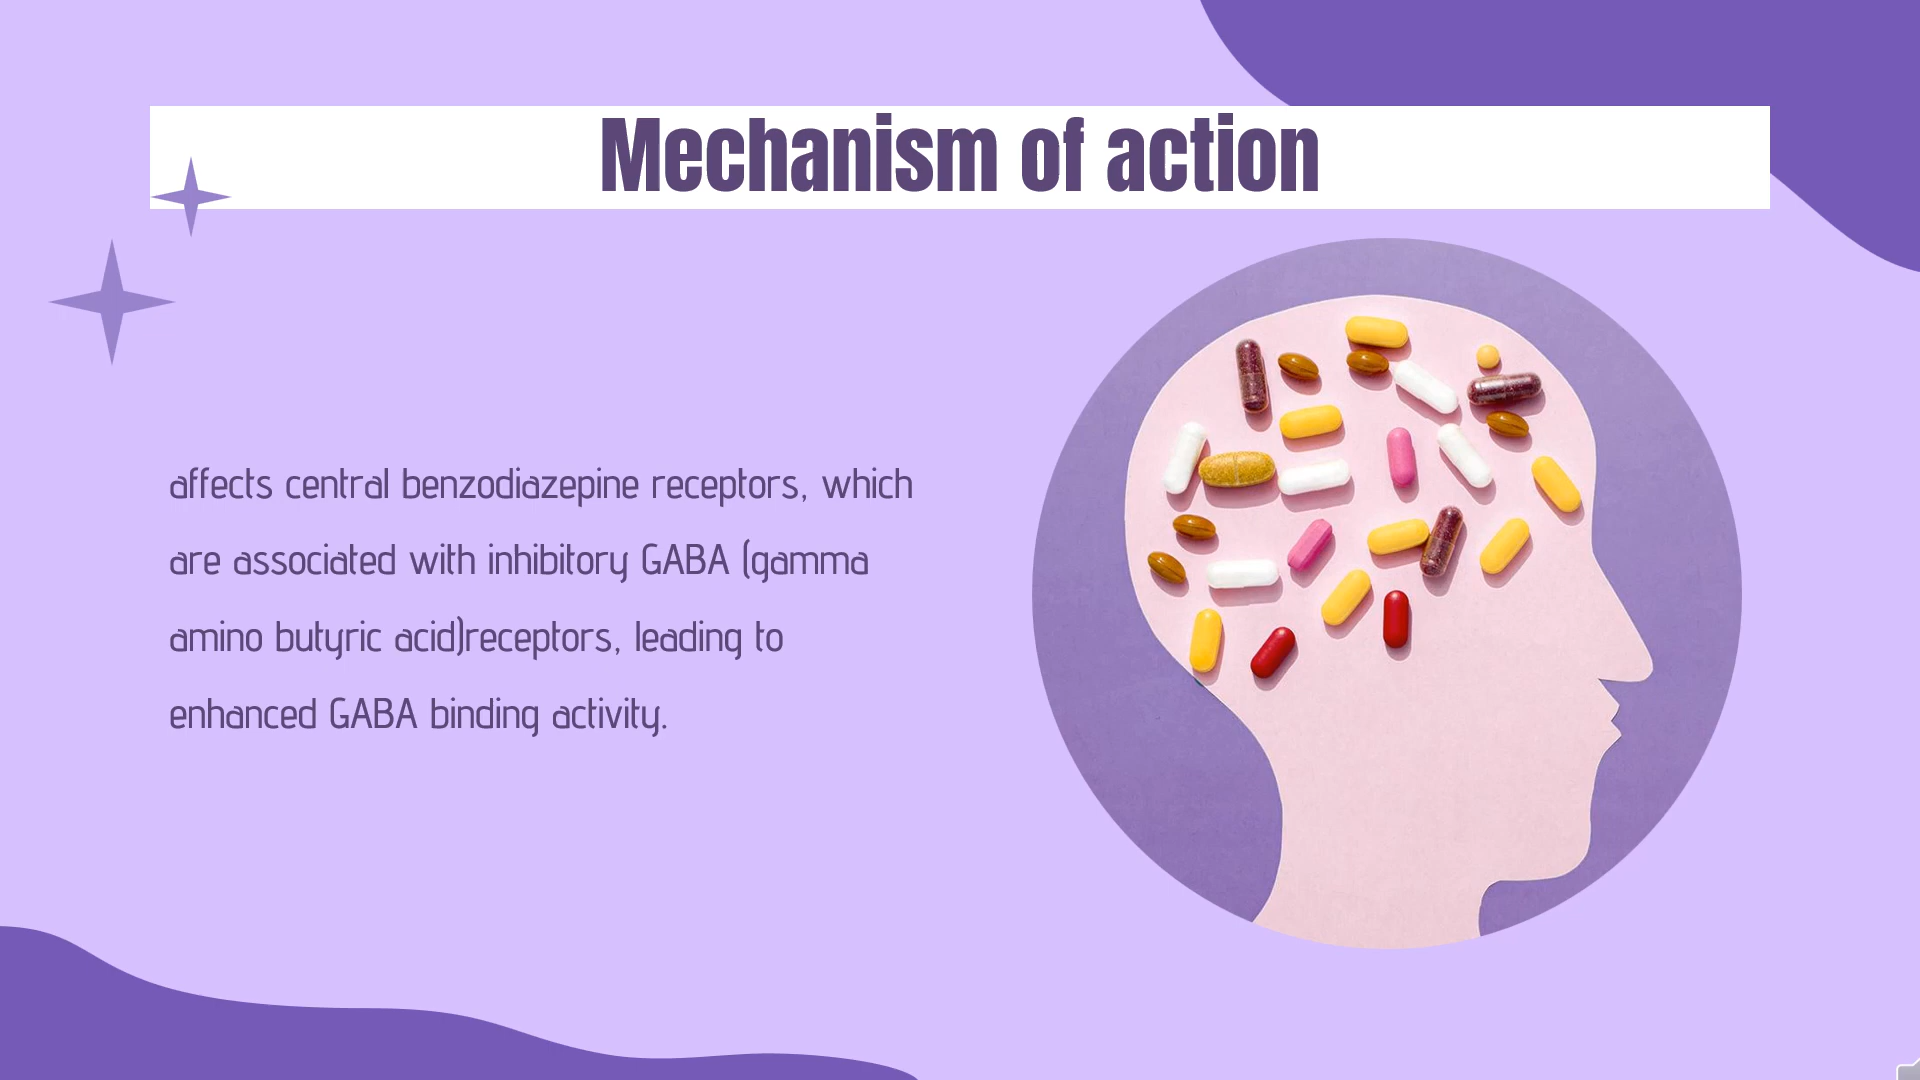 Mechanism of action
affects central benzodiazepine receptors, which
are associated with inhibitory GABA (gamma
amino butyric acid)receptors, leading to
enhanced GABA binding activity.